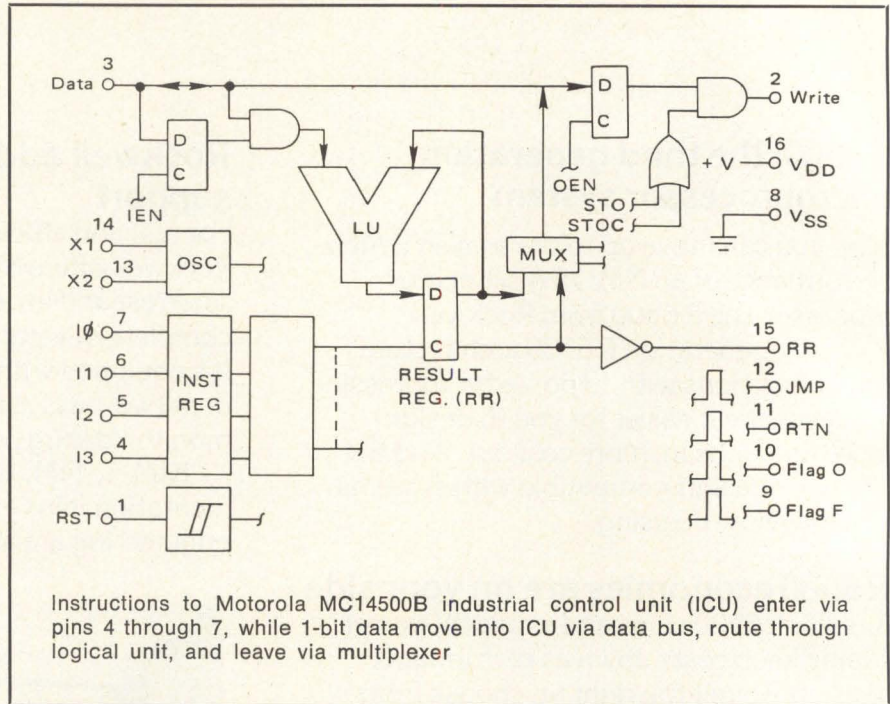 3
Data
D
C
IEN
14
X1
13
X2
OSC
IØ 7
I1 6
I2 5
I3 4
INST
REG
RST 1
LU
D
C
RESULT
REG. (RR)
MUX
D
C
OEN
STO
STOC
2
Write
16
+ V
VDD
8
VSS
15
RR
12
JMP
11
RTN
10
Flag O
9
Flag F
Instructions to Motorola MC14500B industrial control unit (ICU) enter via
pins 4 through 7, while 1-bit data move into ICU via data bus, route through
logical unit, and leave via multiplexer